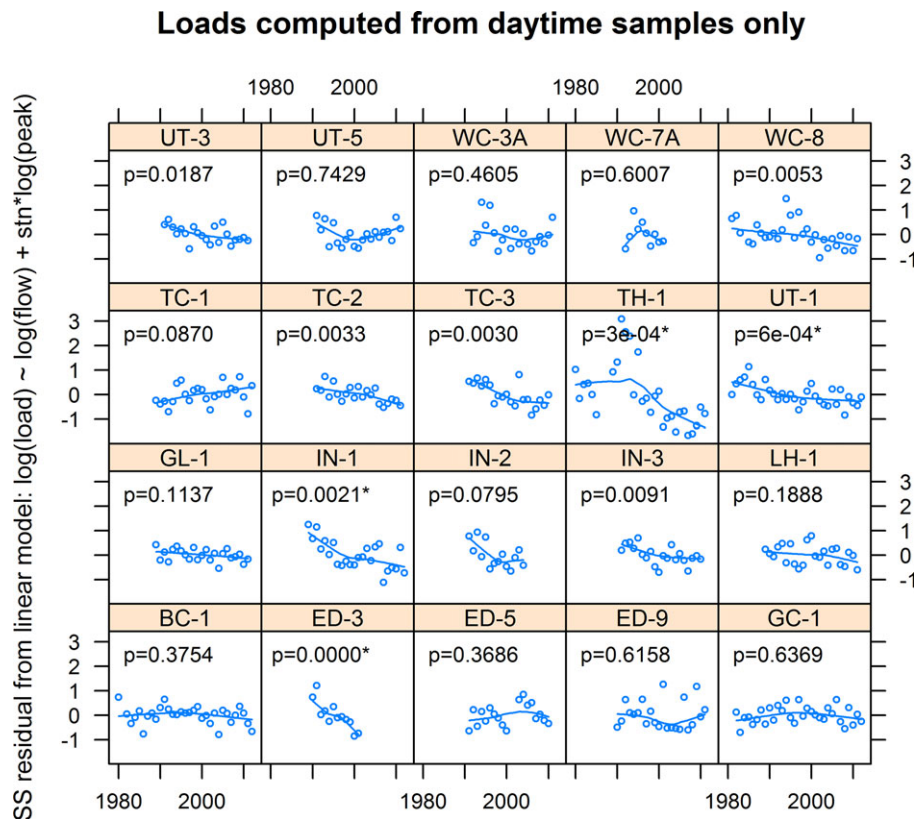 Loads computed from daytime samples only
SS residual from linear model: log(load) ~ log(flow) + stn*log(peak)
1980 2000 1980 2000
UT-3 UT-5 WC-3A WC-7A WC-8
p=0.0187 p=0.7429 p=0.4605 p=0.6007 p=0.0053
3
2
1
0
-1
TC-1 TC-2 TC-3 TH-1 UT-1
p=0.0870 p=0.0033 p=0.0030 p=3e-04* p=6e-04*
3
2
1
0
-1
GL-1 IN-1 IN-2 IN-3 LH-1
p=0.1137 p=0.0021* p=0.0795 p=0.0091 p=0.1888
3
2
1
0
-1
BC-1 ED-3 ED-5 ED-9 GC-1
p=0.3754 p=0.0000* p=0.3686 p=0.6158 p=0.6369
3
2
1
0
-1
1980 2000 1980 2000 1980 2000